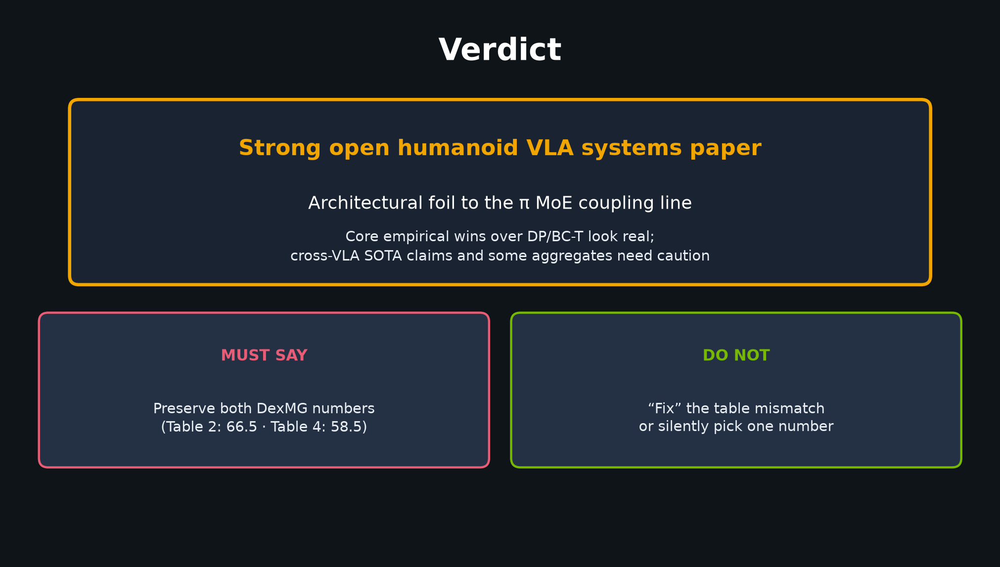 Verdict
Strong open humanoid VLA systems paper
Architectural foil to the π MoE coupling line
Core empirical wins over DP/BC-T look real;
cross-VLA SOTA claims and some aggregates need caution
MUST SAY
Preserve both DexMG numbers
(Table 2: 66.5 · Table 4: 58.5)
DO NOT
“Fix” the table mismatch
or silently pick one number